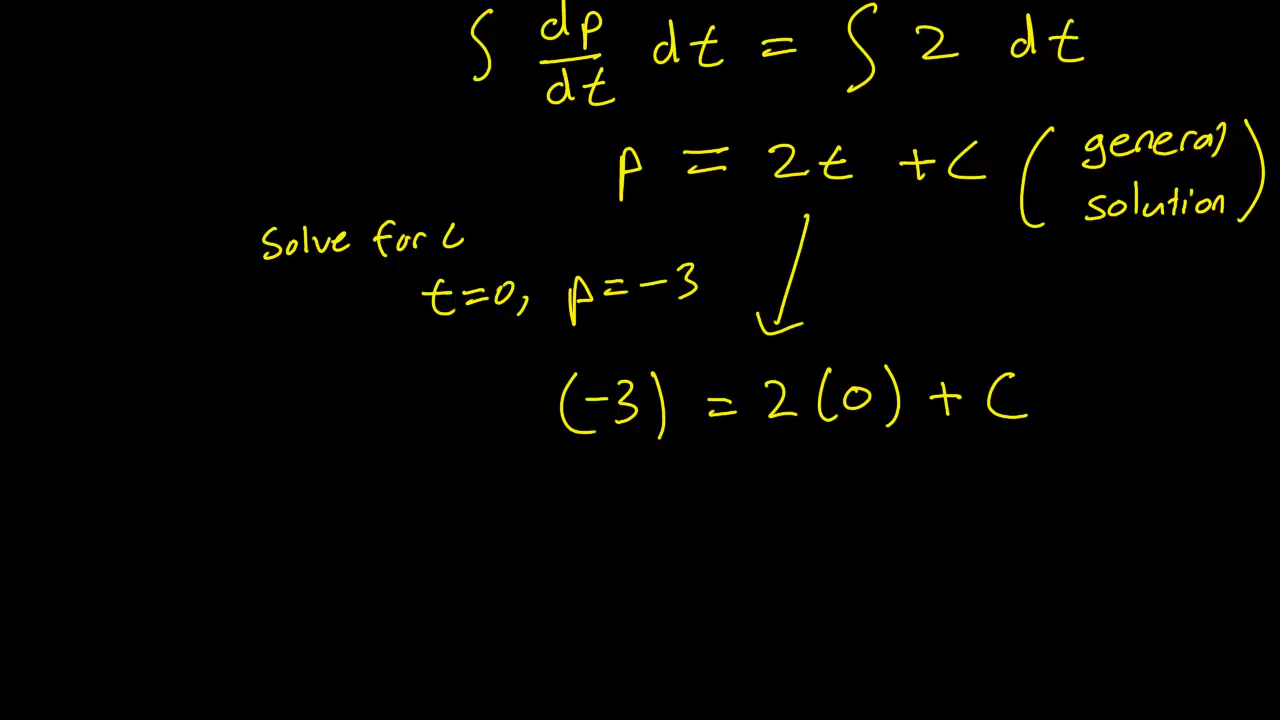 ∫ dp/dt dt = ∫ 2 dt
p = 2t + C (general solution)
Solve for C
t=0, p=-3
(-3) = 2(0) + C